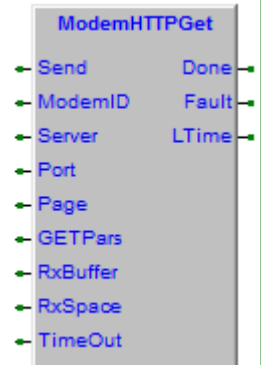 ModemHTTPGet
Send Done
ModemID Fault
Server LTime
Port
Page
GETPars
RxBuffer
RxSpace
TimeOut